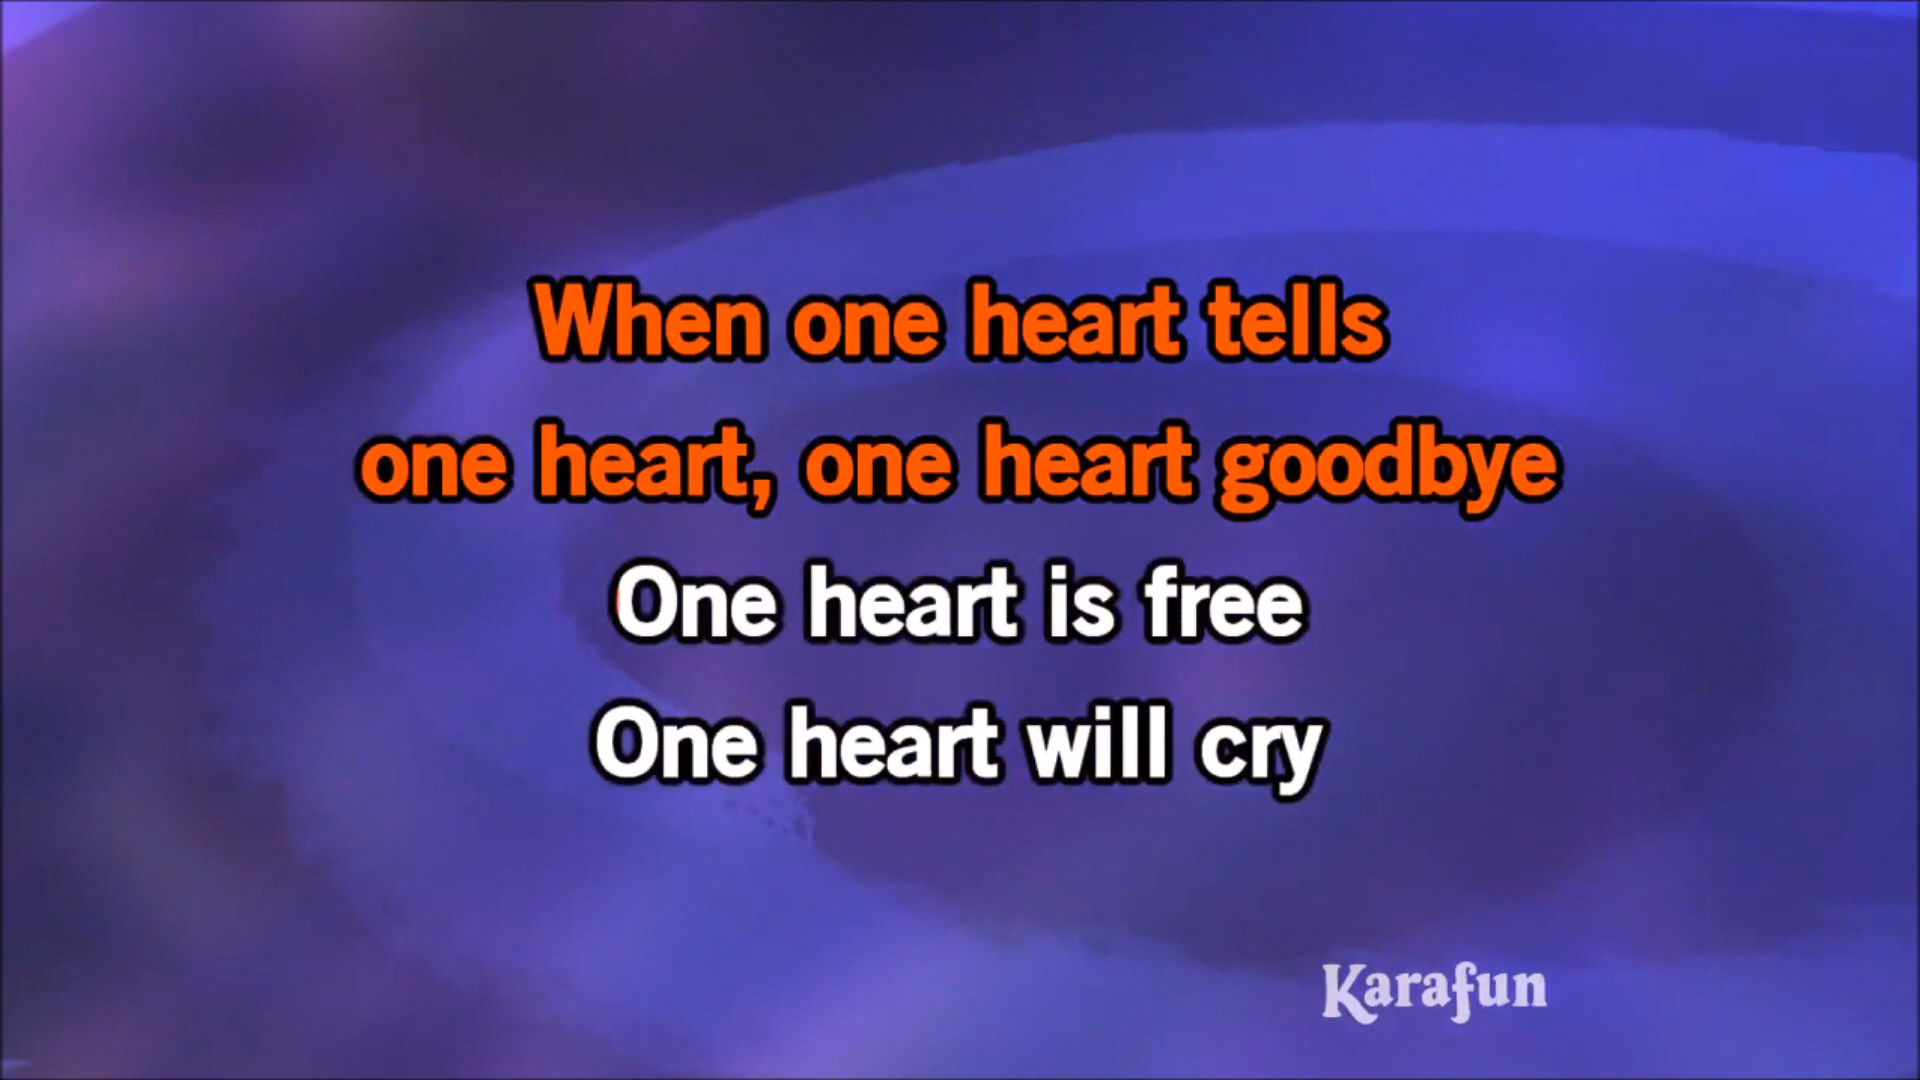 When one heart tells
one heart, one heart goodbye
One heart is free
One heart will cry
Karafun